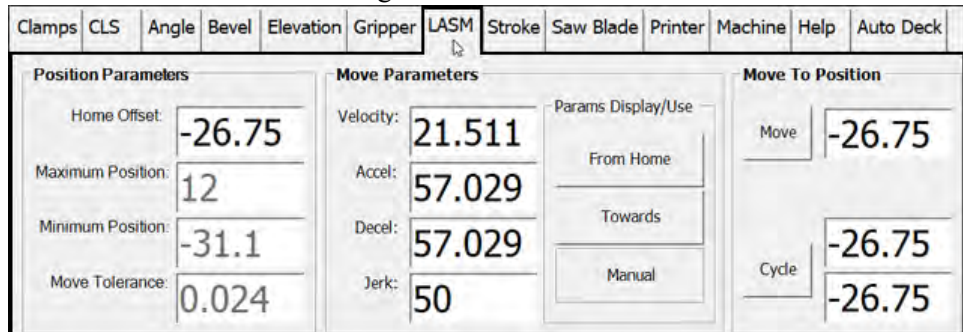 Clamps CLS Angle Bevel Elevation Gripper LASM Stroke Saw Blade Printer Machine Help Auto Deck
Position Parameters
Home Offset: -26.75
Maximum Position: 12
Minimum Position: -31.1
Move Tolerance: 0.024
Move Parameters
Velocity: 21.511
Accel: 57.029
Decel: 57.029
Jerk: 50
Params Display/Use
From Home
Towards
Manual
Move To Position
Move -26.75
Cycle -26.75
-26.75